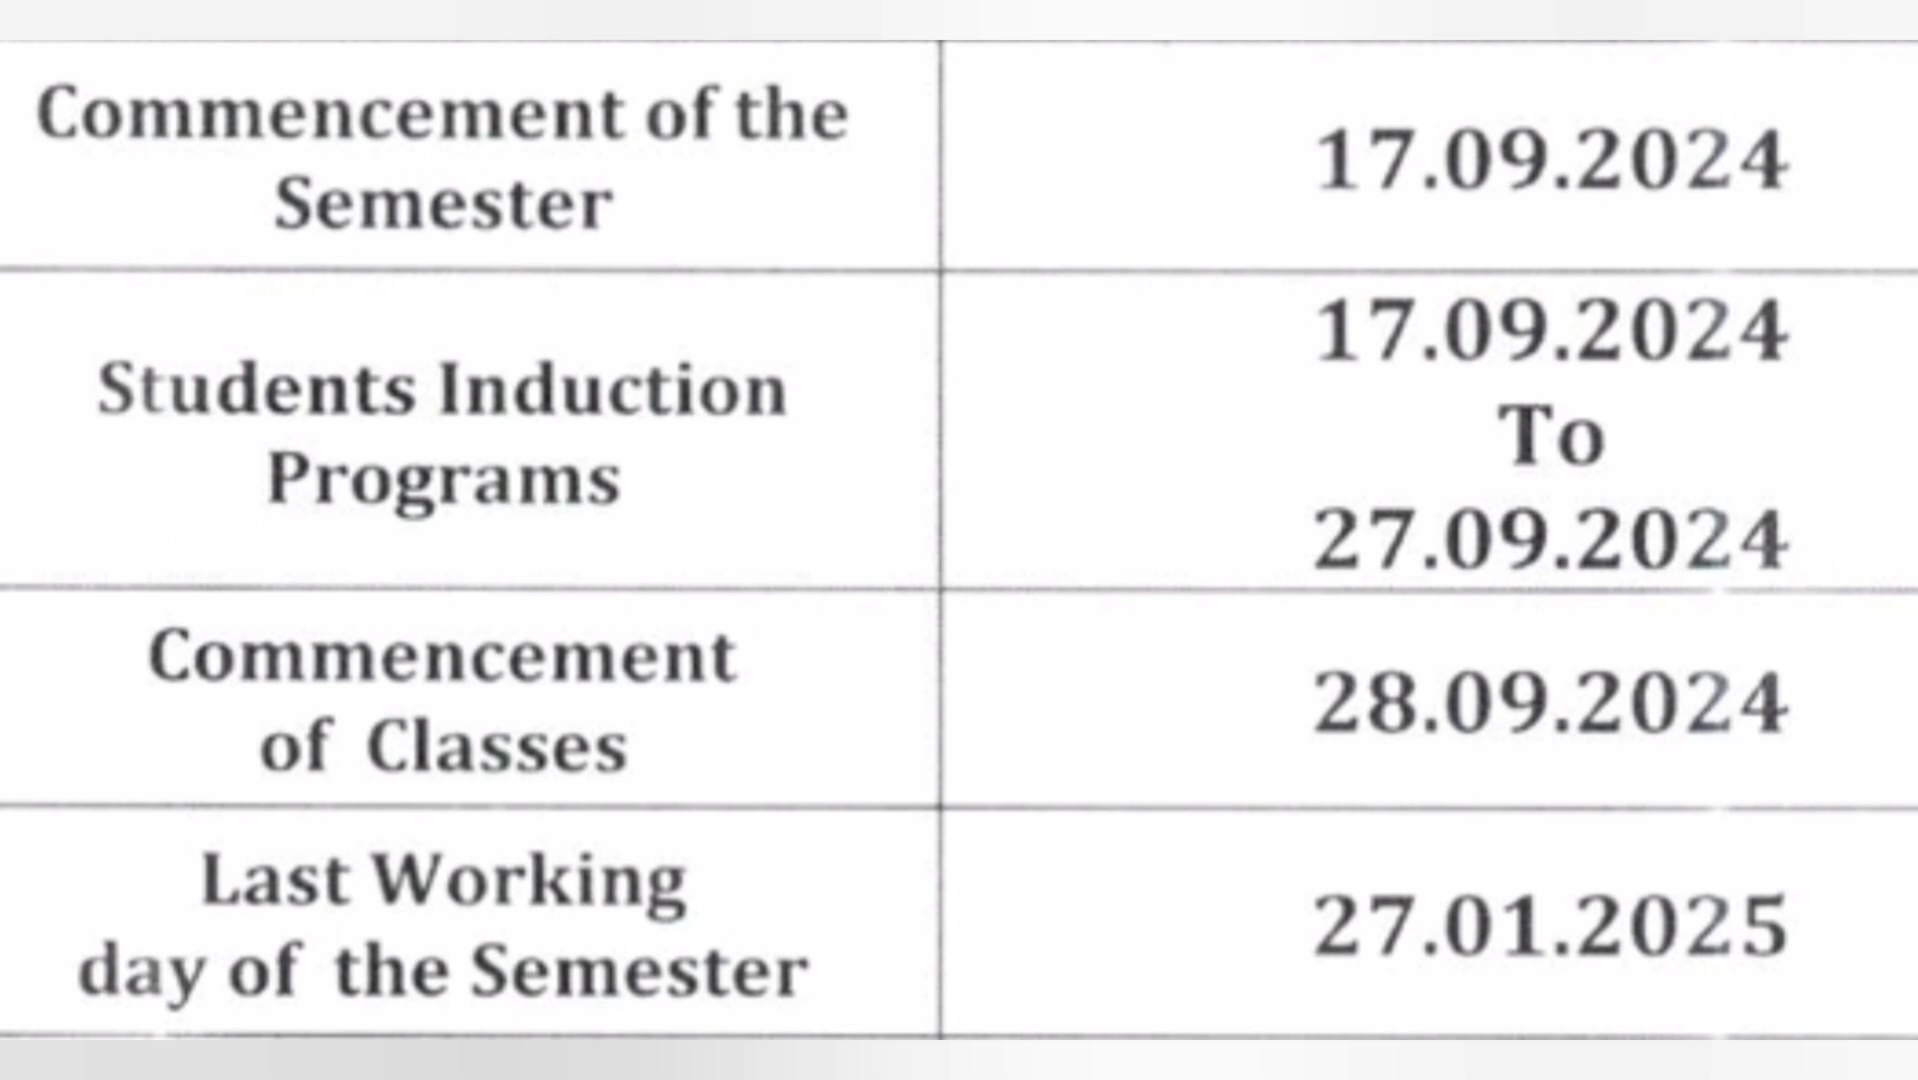 Commencement of the
Semester
17.09.2024
Students Induction
Programs
17.09.2024
To
27.09.2024
Commencement
of Classes
28.09.2024
Last Working
day of the Semester
27.01.2025